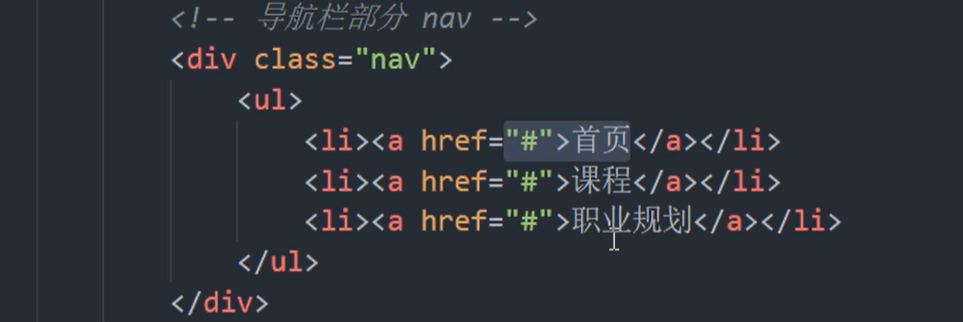 <!-- 导航栏部分 nav -->
<div class="nav">
<ul>
<li><a href="#">首页</a></li>
<li><a href="#">课程</a></li>
<li><a href="#">职业规划</a></li>
</ul>
</div>